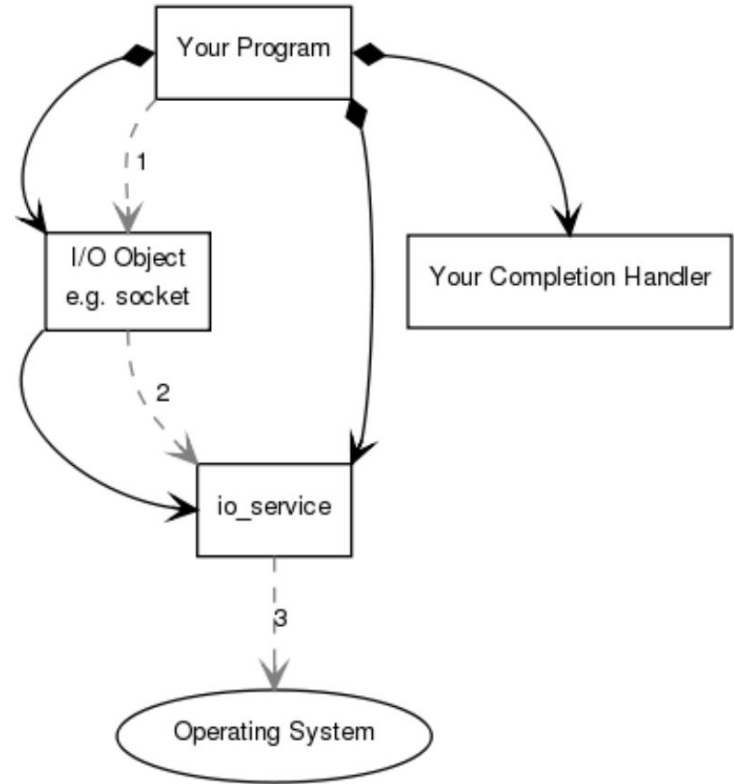 Your Program
1
I/O Object
e.g. socket
Your Completion Handler
2
io_service
3
Operating System